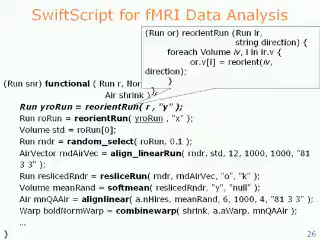 SwiftScript for fMRI Data Analysis
(Run or) reorientRun (Run ir,
string direction) {
foreach Volume iv, i in ir.v {
or.v[i] = reorient(iv,
direction);
}
}
(Run snr) functional ( Run r, Nor
Air shrink )
Run yroRun = reorientRun( r , "y" );
Run roRun = reorientRun( yroRun , "x" );
Volume std = roRun[0];
Run rndr = random_select( roRun, 0.1 );
AirVector rndAirVec = align_linearRun( rndr, std, 12, 1000, 1000, "81
3 3" );
Run reslicedRndr = resliceRun( rndr, rndAirVec, "o", "k" );
Volume meanRand = softmean( reslicedRndr, "y", "null" );
Air mnQAAir = alignlinear( a.nHires, meanRand, 6, 1000, 4, "81 3 3" );
Warp boldNormWarp = combinewarp( shrink, a.aWarp, mnQAAir );
...
}
26